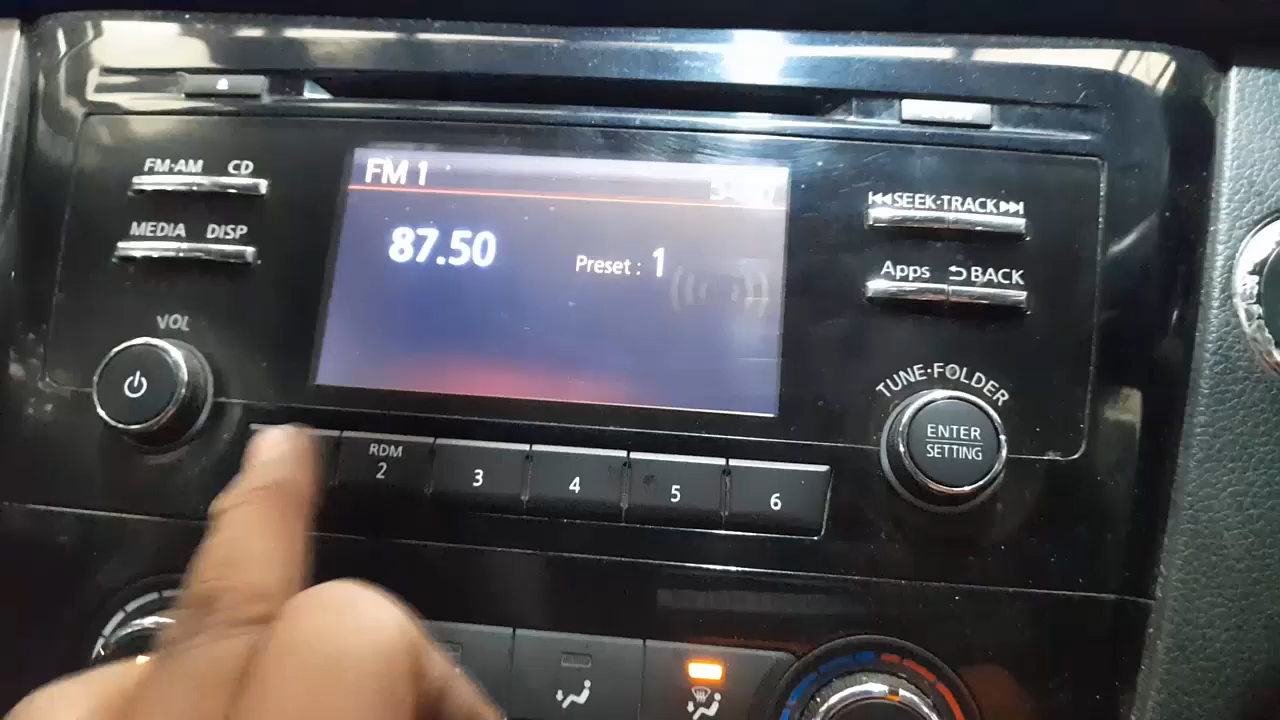 FM·AM CD
MEDIA DISP
VOL
FM 1
87.50
Preset : 1
SEEK·TRACK
Apps BACK
TUNE·FOLDER
ENTER
SETTING
RDM
2
3
4
5
6